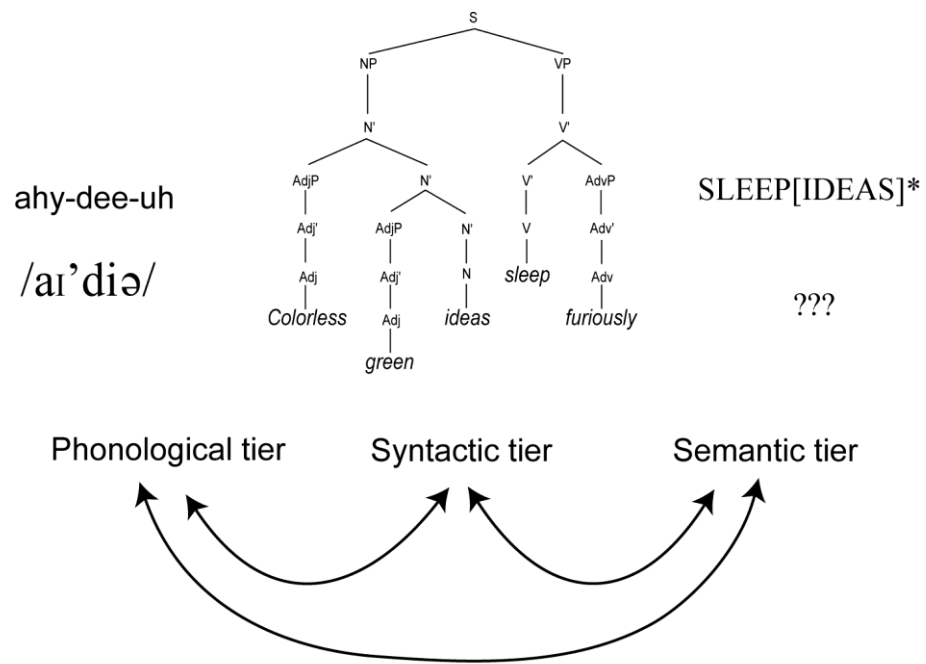 S
NP VP
N' V'
AdjP N' V' AdvP
ahy-dee-uh
SLEEP[IDEAS]*
Adj' AdjP N' V Adv'
/aɪ’diə/
Adj Adj' N sleep Adv
???
Colorless Adj ideas furiously
green
Phonological tier Syntactic tier Semantic tier